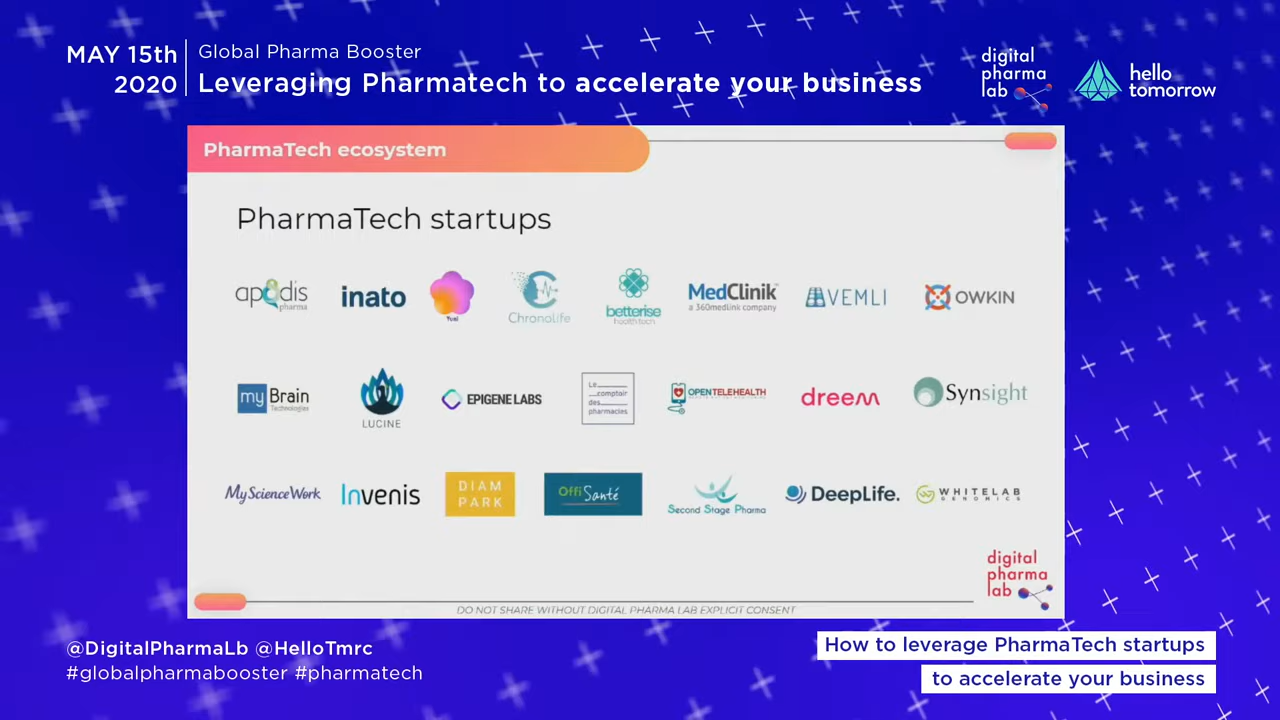 MAY 15th
2020
Global Pharma Booster
Leveraging Pharmatech to accelerate your business
digital
pharma
lab
hello
tomorrow
PharmaTech ecosystem
PharmaTech startups
apodis
pharma
inato
Yuxi
ChronoLife
betterise
healthtech
MedClinik
a 360medlink company
VEMLI
OWKIN
myBrain
Technologies
LUCINE
EPIGENE LABS
Le
comptoir
des
pharmacies
OPENTELEHEALTH
dreem
Synsight
MyScienceWork
Invenis
DIAM
PARK
OffiSanté
Second Stage Pharma
DeepLife.
WHITELAB
GENOMICS
digital
pharma
lab
DO NOT SHARE WITHOUT DIGITAL PHARMA LAB EXPLICIT CONSENT
@DigitalPharmaLb @HelloTmrc
#globalpharmabooster #pharmatech
How to leverage PharmaTech startups
to accelerate your business